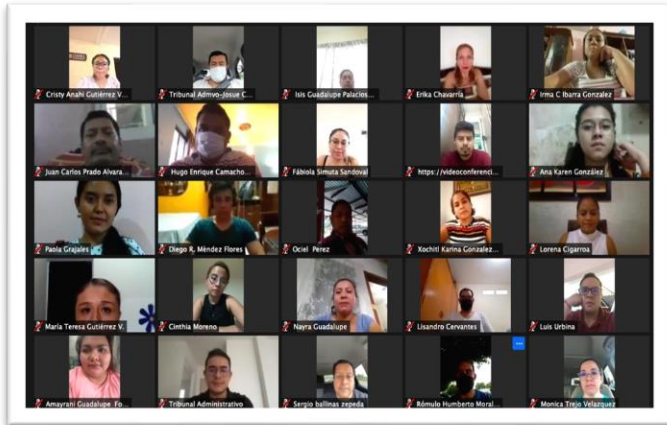 Cristy Anahi Gutiérrez V...
Tribunal Admvo-Josue C...
Isis Guadalupe Palacios...
Erika Chavarría
Irma C Ibarra Gonzalez
Juan Carlos Prado Alvara...
Hugo Enrique Camacho...
Fábiola Simuta Sandoval
https://videoconferenci...
Ana Karen González
Paola Grajales
Diego R. Méndez Flores
Ociel Perez
Xochitl Karina Gonzalez...
Lorena Cigarroa
María Teresa Gutiérrez V.
Cinthia Moreno
Nayra Guadalupe
Lisandro Cervantes
Luis Urbina
Amayrani Guadalupe Fo...
Tribunal Administrativo
Sergio ballinas zepeda
Rómulo Humberto Moral...
Monica Trejo Velazquez